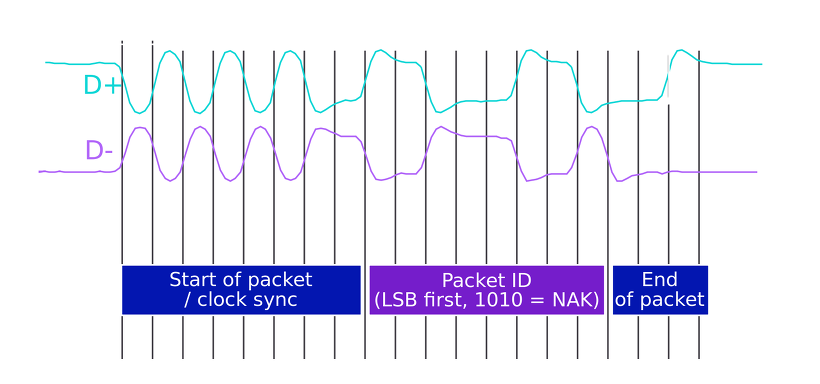 D+
D-
Start of packet
/ clock sync
Packet ID
(LSB first, 1010 = NAK)
End
of packet